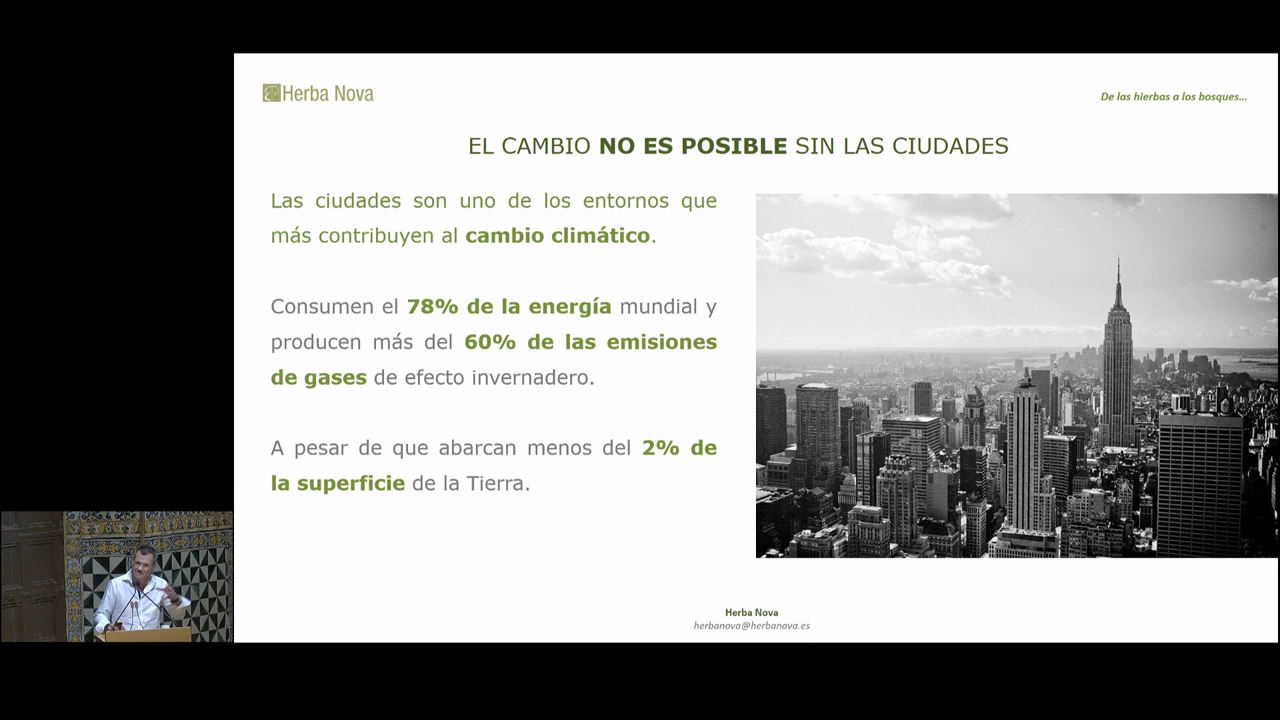 Herba Nova
De las hierbas a los bosques...
EL CAMBIO NO ES POSIBLE SIN LAS CIUDADES
Las ciudades son uno de los entornos que
más contribuyen al cambio climático.
Consumen el 78% de la energía mundial y
producen más del 60% de las emisiones
de gases de efecto invernadero.
A pesar de que abarcan menos del 2% de
la superficie de la Tierra.
Herba Nova
herbanova@herbanova.es